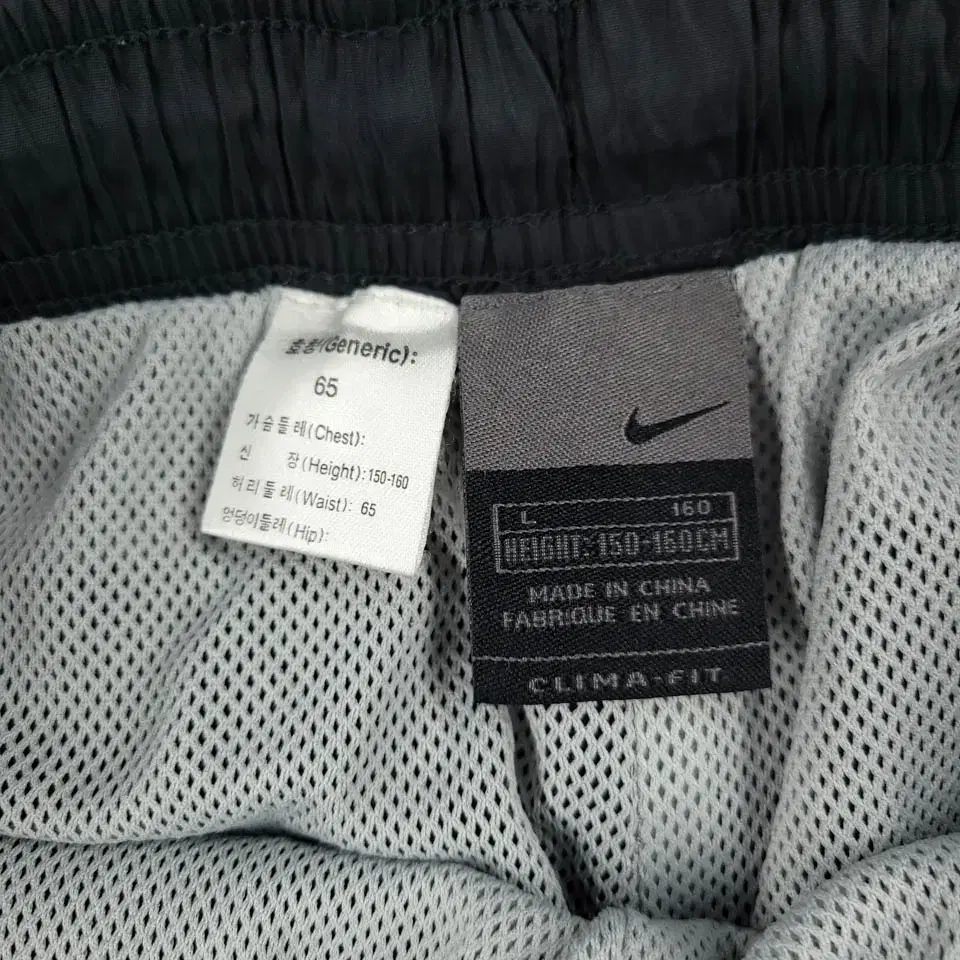 호칭(Generic):
65
가슴둘레(Chest):
신 장(Height):150-160
허리둘레(Waist): 65
엉덩이둘레(Hip):
L 160
HEIGHT:150-160CM
MADE IN CHINA
FABRIQUE EN CHINE
CLIMA-FIT